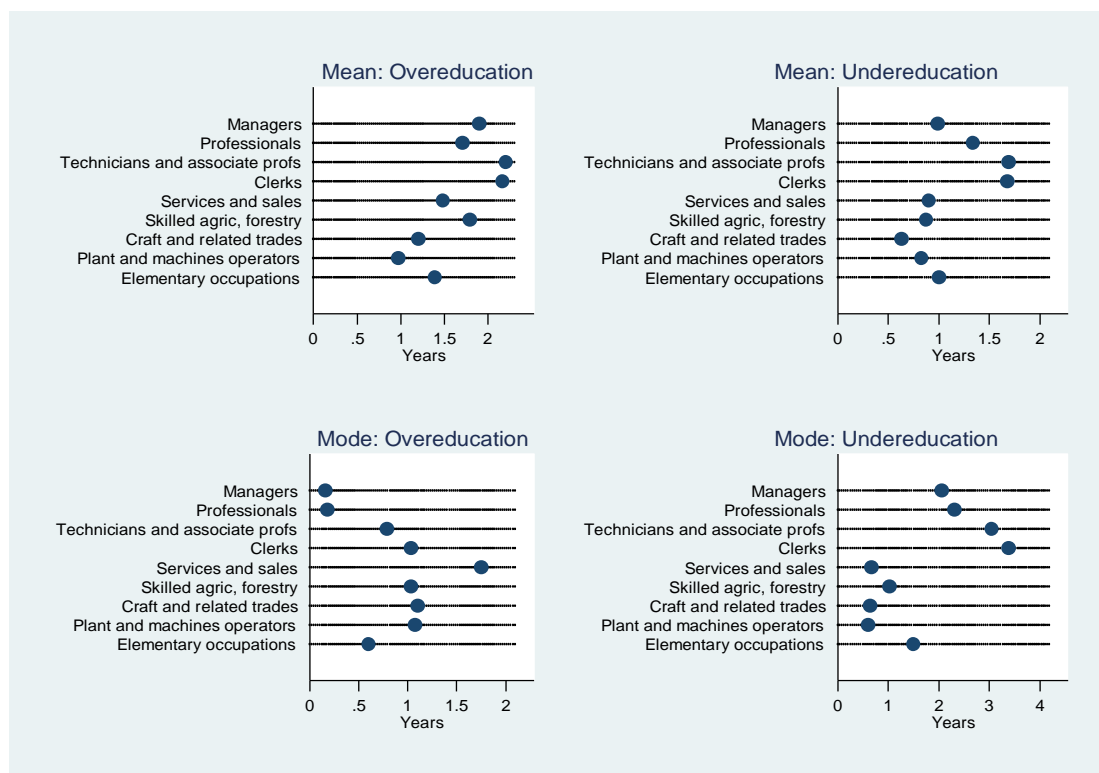 Mean: Overeducation
Managers
Professionals
Technicians and associate profs
Clerks
Services and sales
Skilled agric, forestry
Craft and related trades
Plant and machines operators
Elementary occupations
0 .5 1 1.5 2
Years
Mean: Undereducation
Managers
Professionals
Technicians and associate profs
Clerks
Services and sales
Skilled agric, forestry
Craft and related trades
Plant and machines operators
Elementary occupations
0 .5 1 1.5 2
Years
Mode: Overeducation
Managers
Professionals
Technicians and associate profs
Clerks
Services and sales
Skilled agric, forestry
Craft and related trades
Plant and machines operators
Elementary occupations
0 .5 1 1.5 2
Years
Mode: Undereducation
Managers
Professionals
Technicians and associate profs
Clerks
Services and sales
Skilled agric, forestry
Craft and related trades
Plant and machines operators
Elementary occupations
0 1 2 3 4
Years